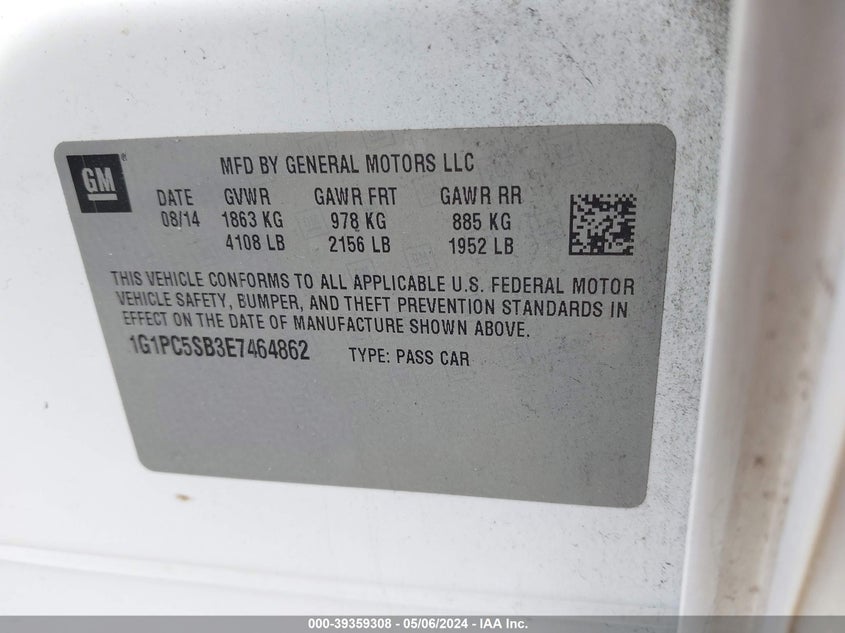 GM
MFD BY GENERAL MOTORS LLC
DATE GVWR GAWR FRT GAWR RR
08/14 1863 KG 978 KG 885 KG
4108 LB 2156 LB 1952 LB
THIS VEHICLE CONFORMS TO ALL APPLICABLE U.S. FEDERAL MOTOR
VEHICLE SAFETY, BUMPER, AND THEFT PREVENTION STANDARDS IN
EFFECT ON THE DATE OF MANUFACTURE SHOWN ABOVE.
1G1PC5SB3E7464862 TYPE: PASS CAR
000-39359308 - 05/06/2024 - IAA Inc.